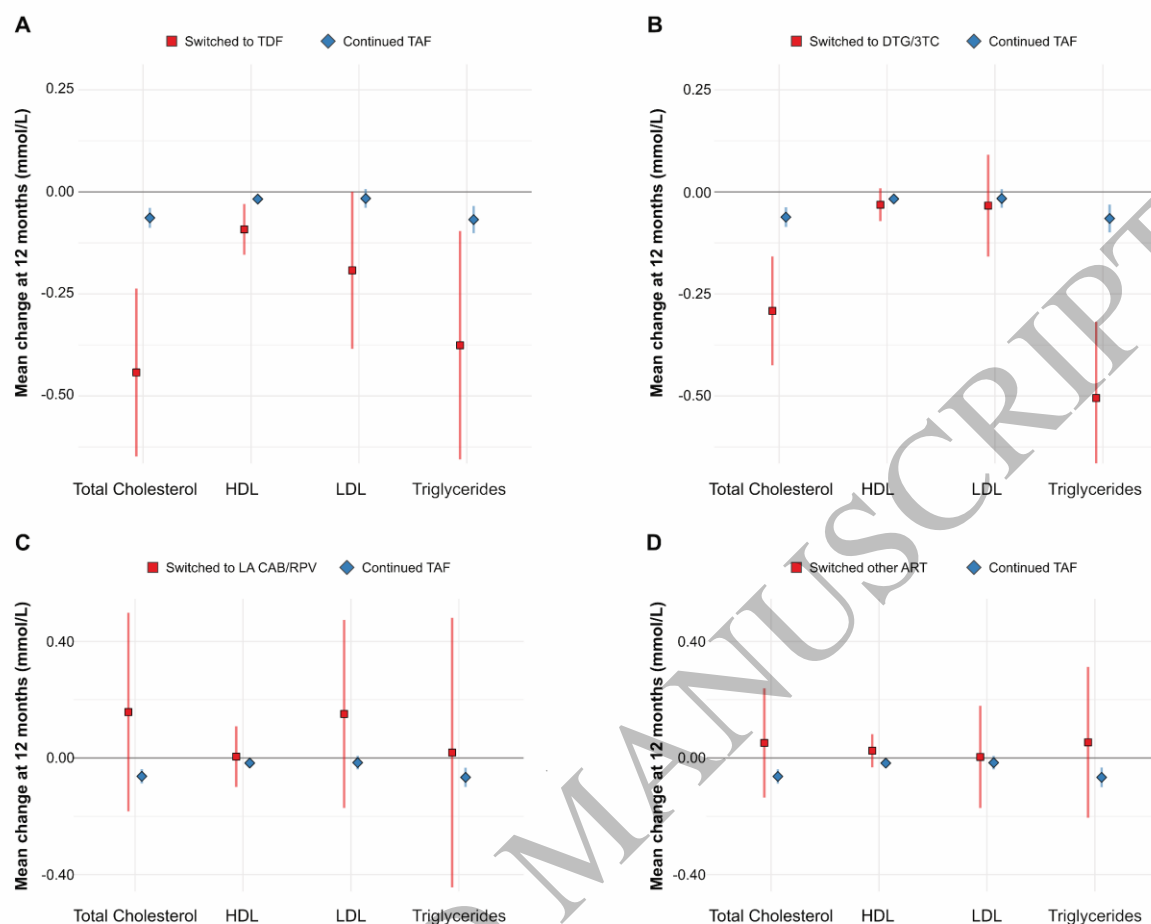 A
Switched to TDF
Continued TAF
Mean change at 12 months (mmol/L)
0.25
0.00
-0.25
-0.50
Total Cholesterol
HDL
LDL
Triglycerides
B
Switched to DTG/3TC
Continued TAF
Mean change at 12 months (mmol/L)
0.25
0.00
-0.25
-0.50
Total Cholesterol
HDL
LDL
Triglycerides
C
Switched to LA CAB/RPV
Continued TAF
Mean change at 12 months (mmol/L)
0.40
0.00
-0.40
Total Cholesterol
HDL
LDL
Triglycerides
D
Switched other ART
Continued TAF
Mean change at 12 months (mmol/L)
0.40
0.00
-0.40
Total Cholesterol
HDL
LDL
Triglycerides
MANUSCRIPT